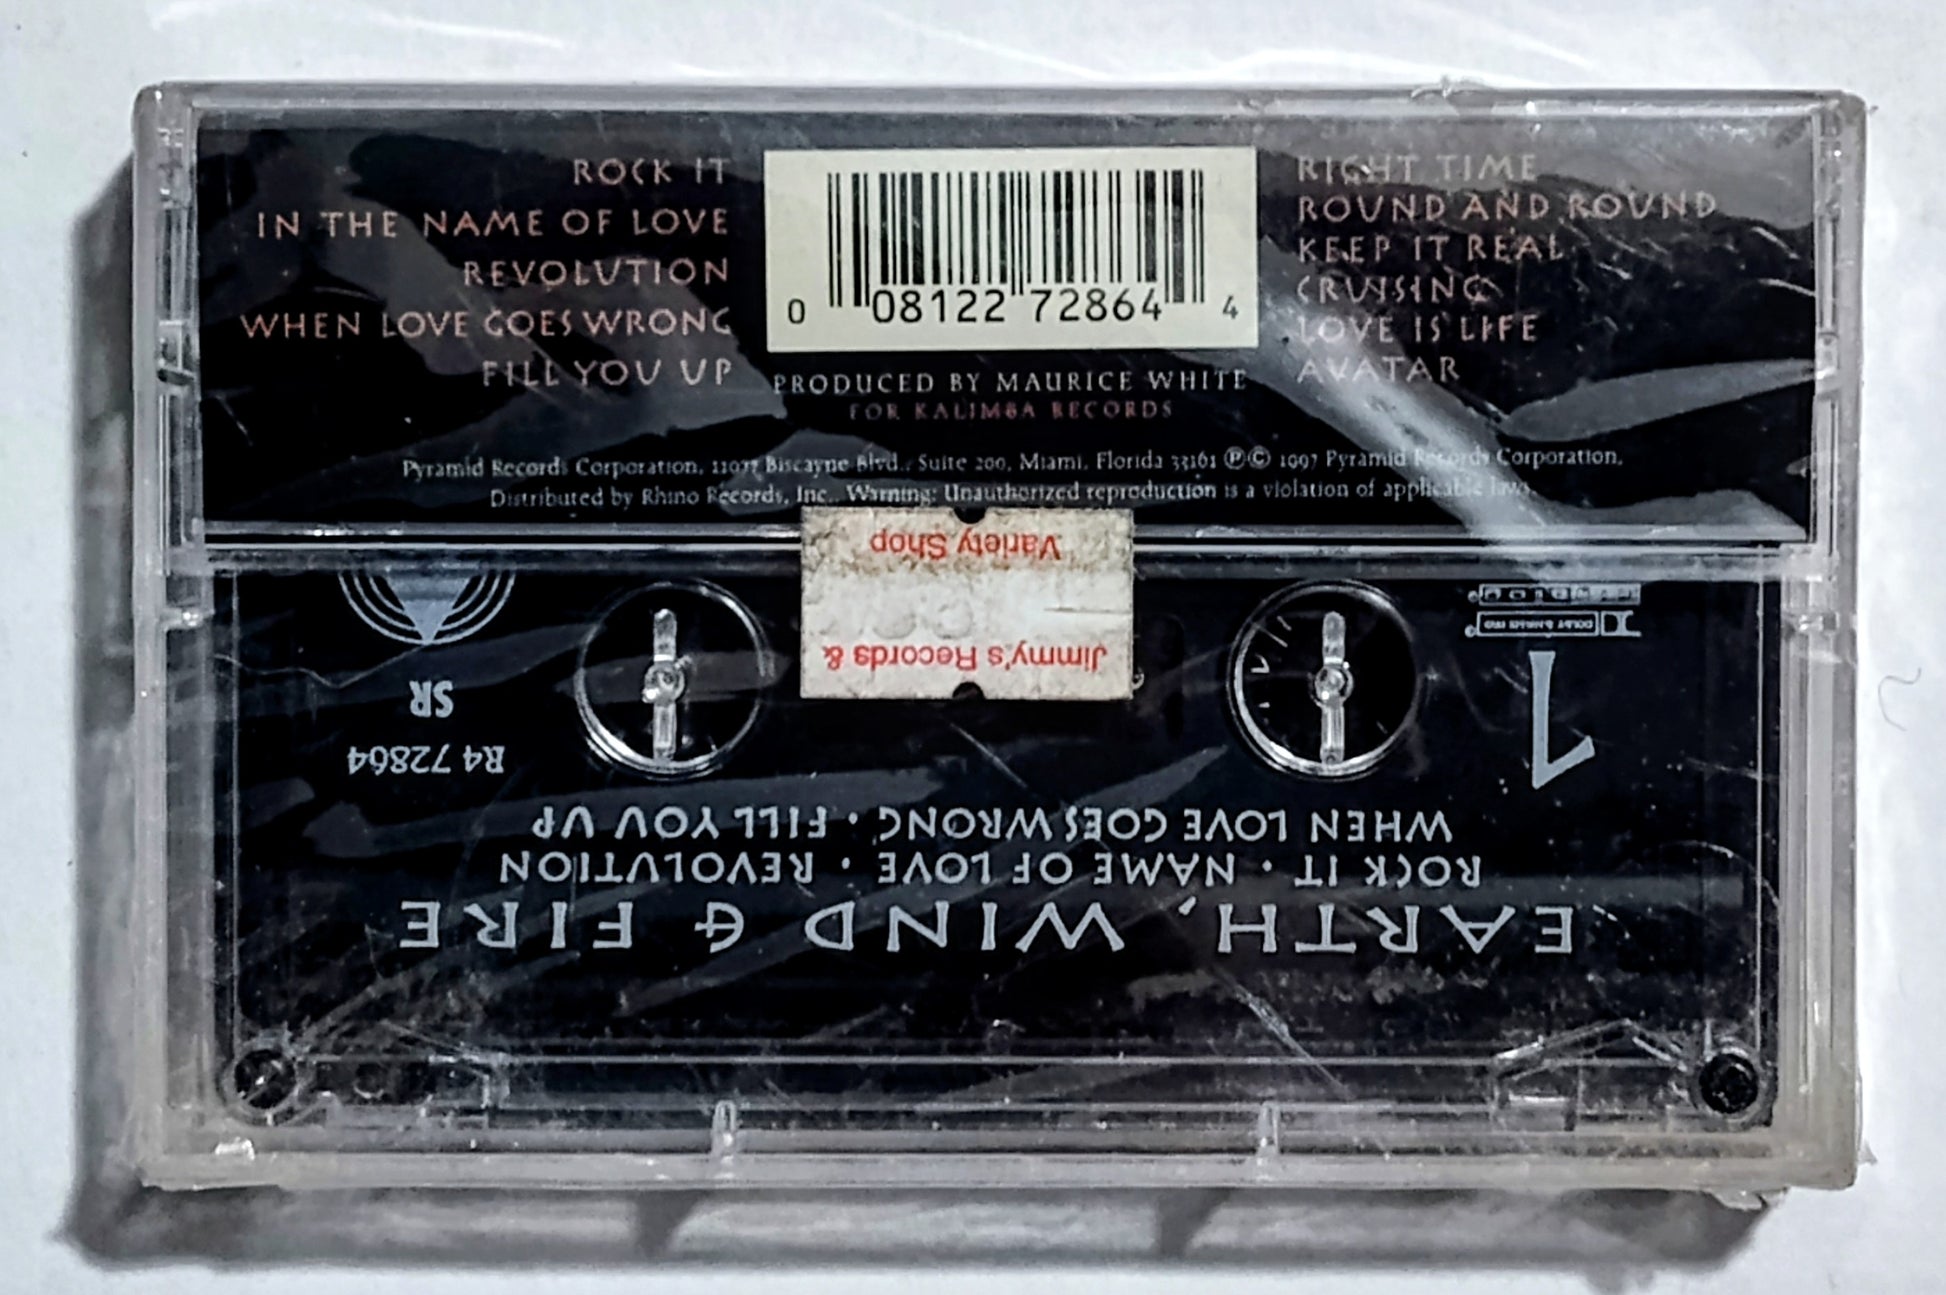 ROCK IT
IN THE NAME OF LOVE
REVOLUTION
WHEN LOVE GOES WRONG
FILL YOU UP
0 08122 72864 4
PRODUCED BY MAURICE WHITE
FOR KALIMBA RECORDS
RIGHT TIME
ROUND AND ROUND
KEEP IT REAL
CRUISING
LOVE IS LIFE
AVATAR
Pyramid Records Corporation, 11077 Biscayne Blvd., Suite 200, Miami, Florida 33161 ℗© 1997 Pyramid Records Corporation,
Distributed by Rhino Records, Inc. Warning: Unauthorized reproduction is a violation of applicable laws.
Jimmy's Records &
Variety Shop
EARTH, WIND & FIRE
ROCK IT • NAME OF LOVE • REVOLUTION
WHEN LOVE GOES WRONG • FILL YOU UP
1
R4 72864
SR